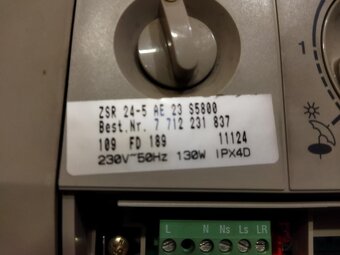 ZSR 24-5 AE 23 S5800
Best.Nr. 7 712 231 837
109 FD 189 11124
230V~50Hz 130W IPX4D
1
L N Ns Ls LR